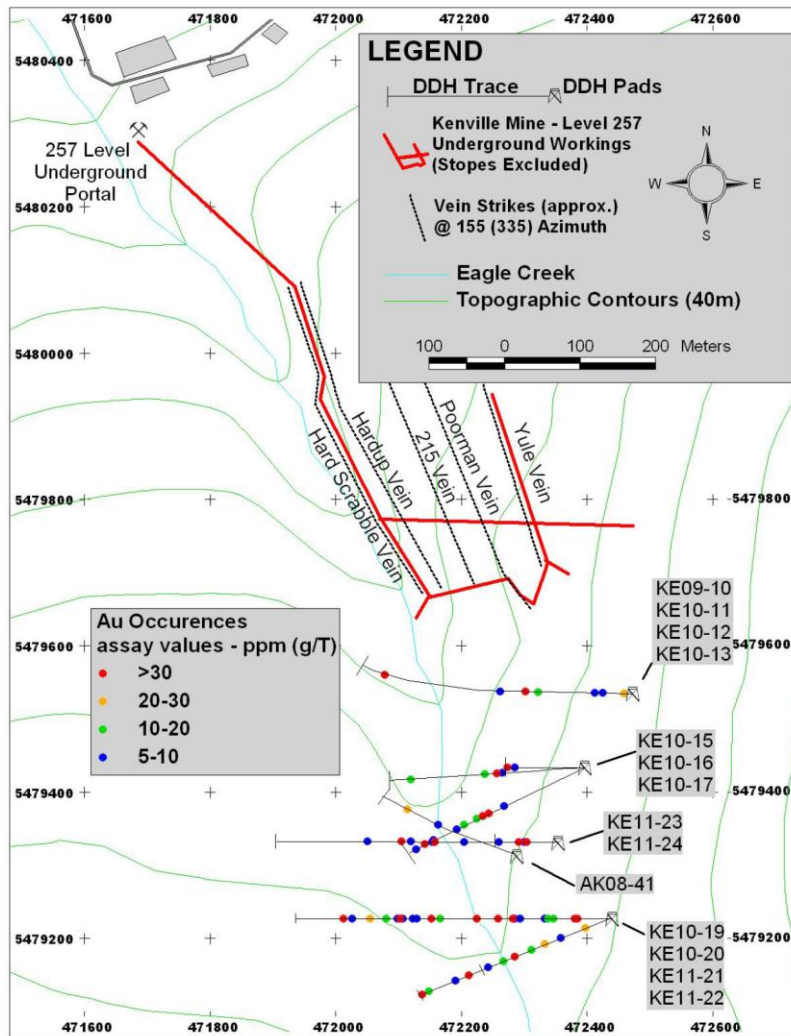 471600 471800 472000 472200 472400 472600
5480400
5480200
5480000
5479800
5479600
5479400
5479200
257 Level
Underground
Portal
LEGEND
DDH Trace
DDH Pads
Kenville Mine - Level 257
Underground Workings
(Stopes Excluded)
Vein Strikes (approx.)
@ 155 (335) Azimuth
N
W E
S
Eagle Creek
Topographic Contours (40m)
100 0 100 200 Meters
Hard Scrabble Vein
Hardup Vein
215 Vein
Poorman Vein
Yule Vein
5479800
Au Occurences
assay values - ppm (g/T)
>30
20-30
10-20
5-10
KE09-10
KE10-11
KE10-12
KE10-13
5479600
KE10-15
KE10-16
KE10-17
5479400
KE11-23
KE11-24
AK08-41
KE10-19
KE10-20
KE11-21
KE11-22
5479200
471600 471800 472000 472200 472400 472600